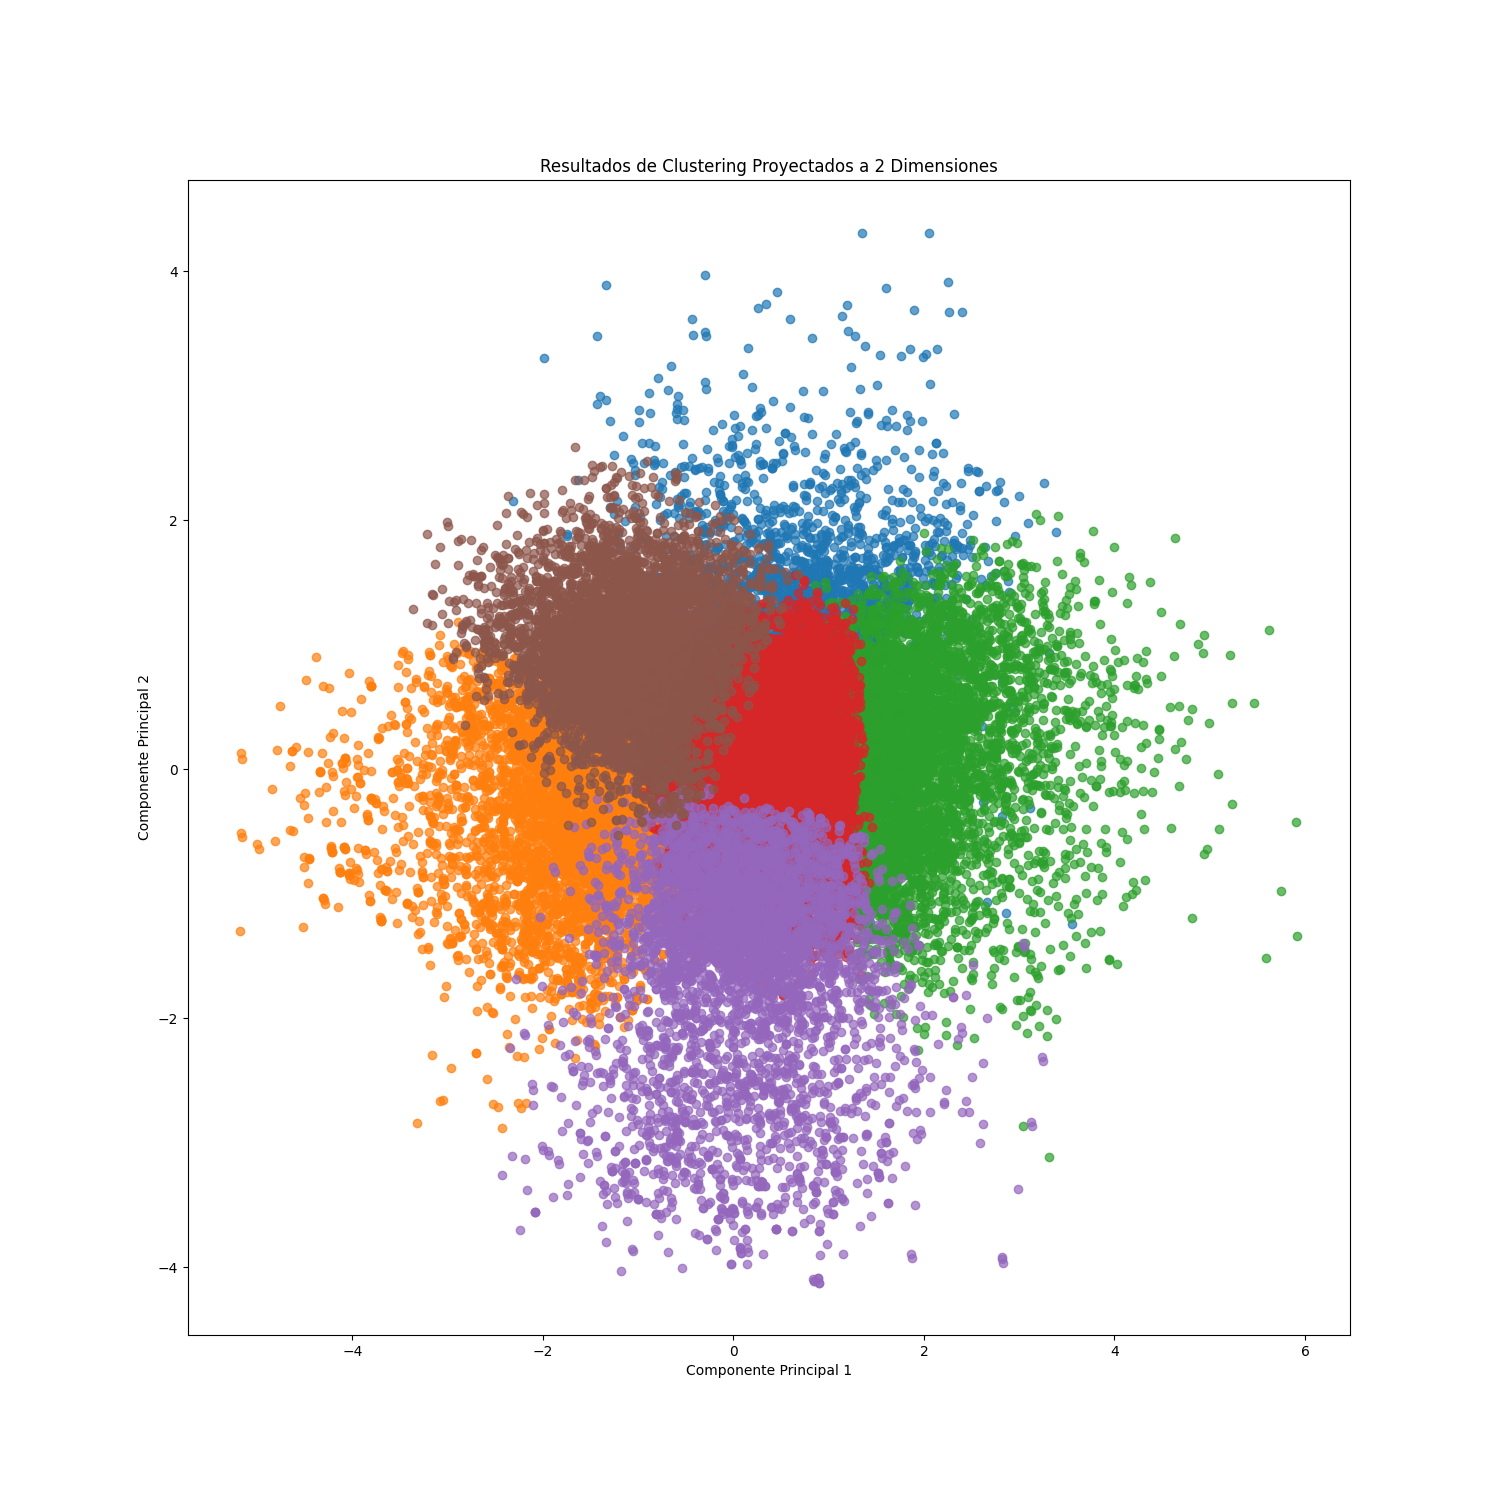 Resultados de Clustering Proyectados a 2 Dimensiones
Componente Principal 2
4
2
0
−2
−4
−4 −2 0 2 4 6
Componente Principal 1